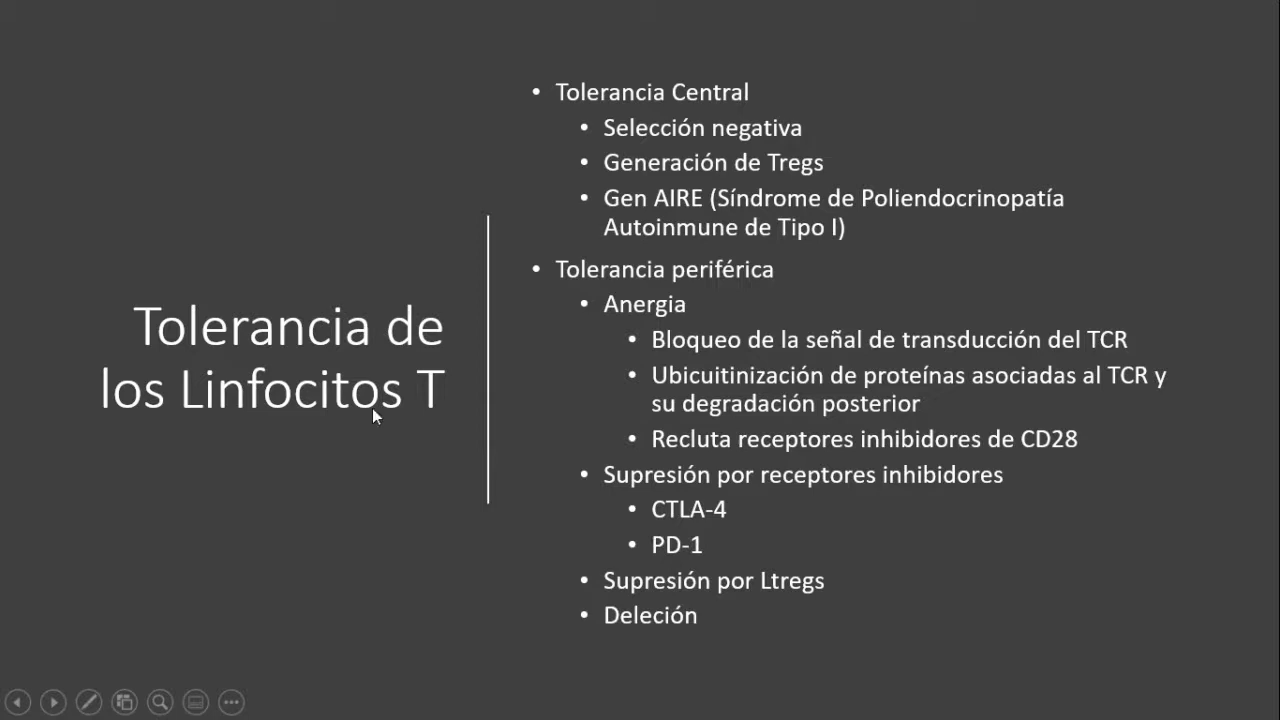 Tolerancia de
los Linfocitos T
• Tolerancia Central
• Selección negativa
• Generación de Tregs
• Gen AIRE (Síndrome de Poliendocrinopatía
Autoinmune de Tipo I)
• Tolerancia periférica
• Anergia
• Bloqueo de la señal de transducción del TCR
• Ubicuitinización de proteínas asociadas al TCR y
su degradación posterior
• Recluta receptores inhibidores de CD28
• Supresión por receptores inhibidores
• CTLA-4
• PD-1
• Supresión por Ltregs
• Deleción